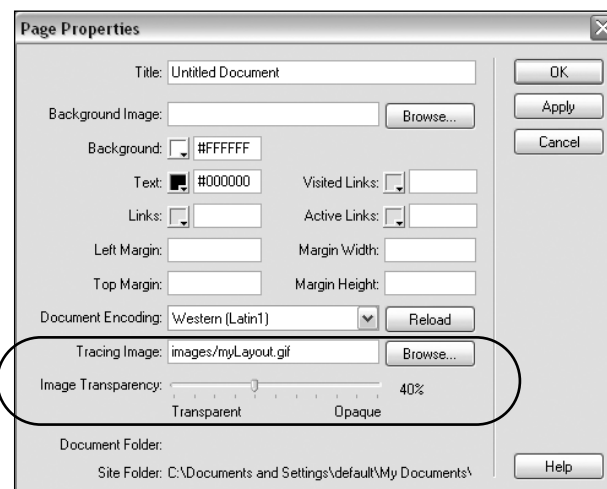 Page Properties
Title: Untitled Document
OK
Background Image: Browse...
Apply
Background: #FFFFFF
Cancel
Text: #000000 Visited Links:
Links: Active Links:
Left Margin: Margin Width:
Top Margin: Margin Height:
Document Encoding: Western (Latin1) Reload
Tracing Image: images/myLayout.gif Browse...
Image Transparency: 40%
Transparent Opaque
Document Folder:
Site Folder: C:\Documents and Settings\default\My Documents\
Help